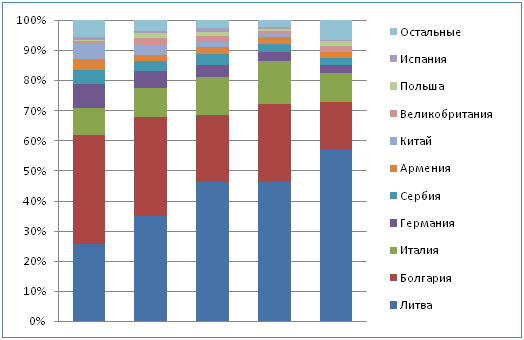 100%
90%
80%
70%
60%
50%
40%
30%
20%
10%
0%
Остальные
Испания
Польша
Великобритания
Китай
Армения
Сербия
Германия
Италия
Болгария
Литва